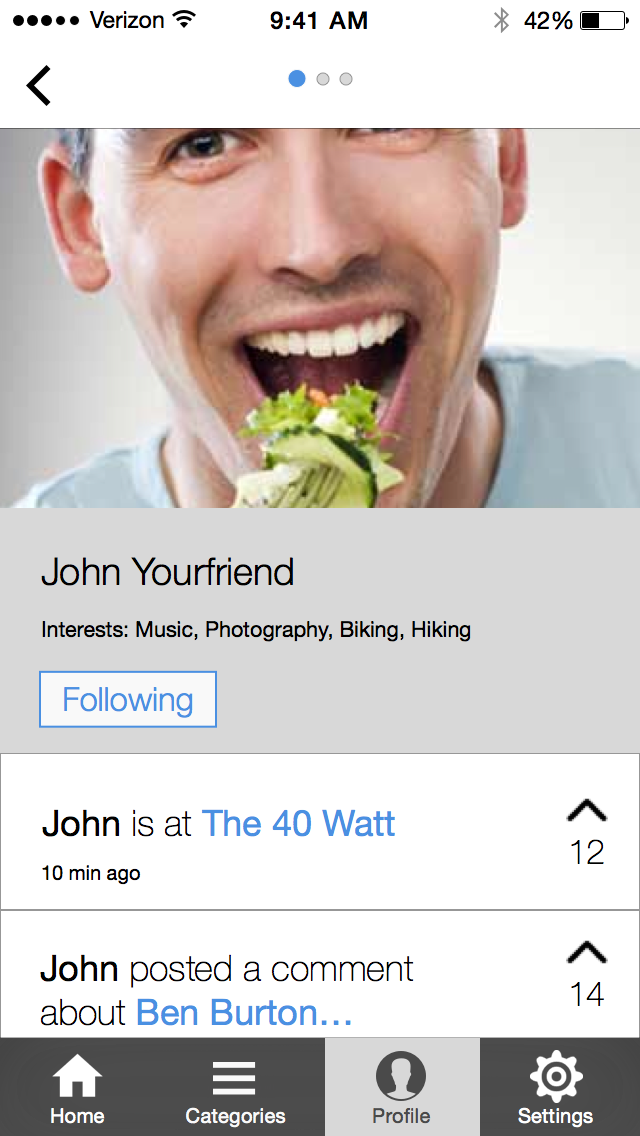 Verizon 9:41 AM 42%
John Yourfriend
Interests: Music, Photography, Biking, Hiking
Following
John is at The 40 Watt
12
10 min ago
John posted a comment
14
about Ben Burton...
Home Categories Profile Settings